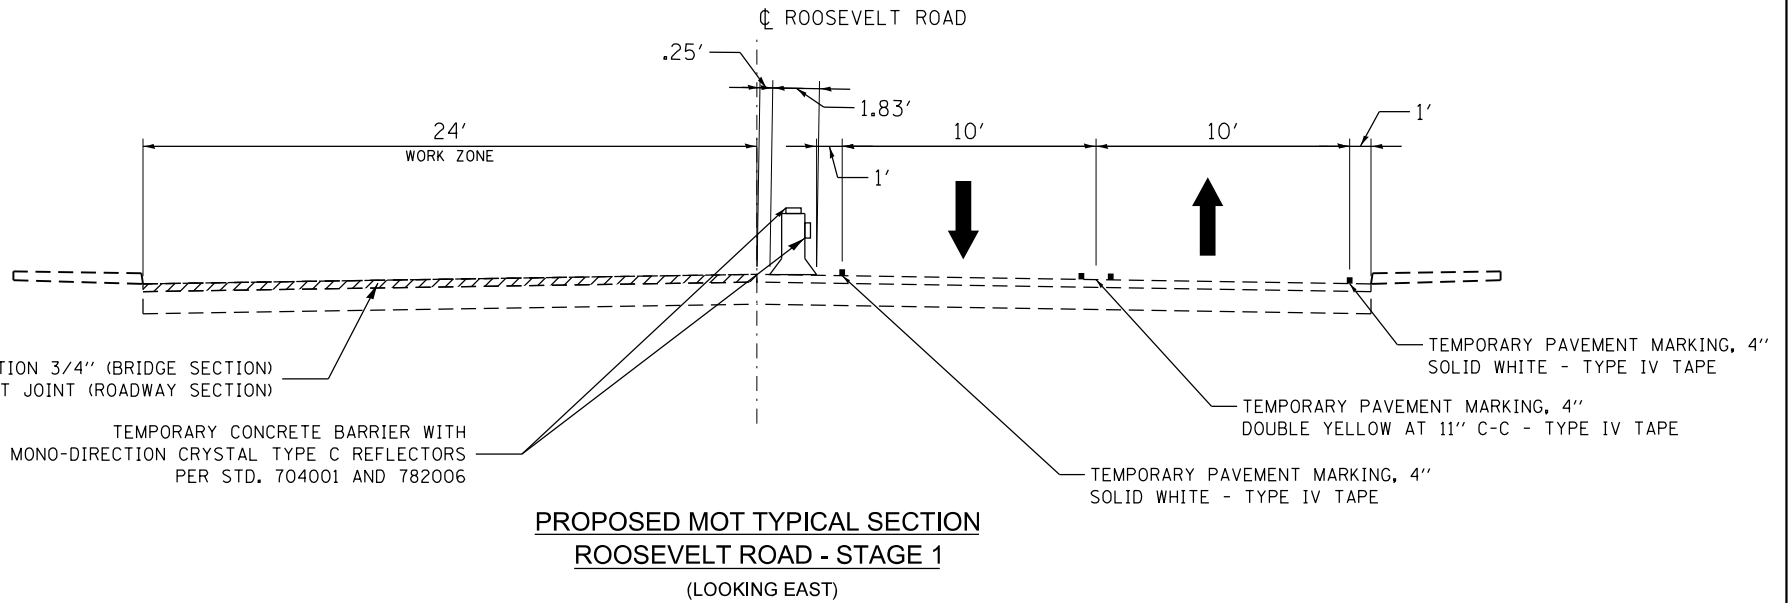 ℄ ROOSEVELT ROAD
.25'
1.83'
24'
WORK ZONE
10'
10'
1'
1'
3/4" (BRIDGE SECTION)
JOINT (ROADWAY SECTION)
TEMPORARY CONCRETE BARRIER WITH
MONO-DIRECTION CRYSTAL TYPE C REFLECTORS
PER STD. 704001 AND 782006
TEMPORARY PAVEMENT MARKING, 4"
SOLID WHITE - TYPE IV TAPE
TEMPORARY PAVEMENT MARKING, 4"
DOUBLE YELLOW AT 11" C-C - TYPE IV TAPE
TEMPORARY PAVEMENT MARKING, 4"
SOLID WHITE - TYPE IV TAPE
PROPOSED MOT TYPICAL SECTION
ROOSEVELT ROAD - STAGE 1
(LOOKING EAST)